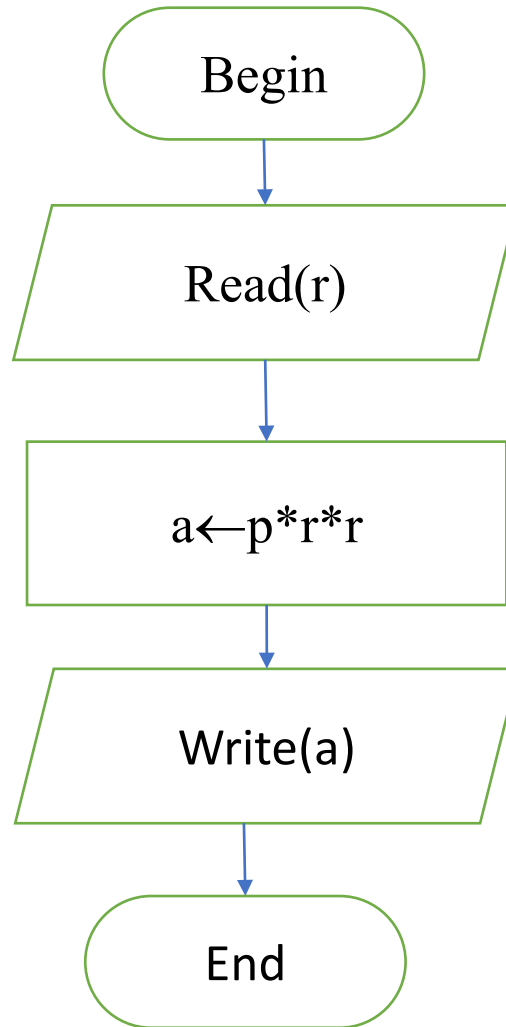 Begin
Read(r)
a←p*r*r
Write(a)
End